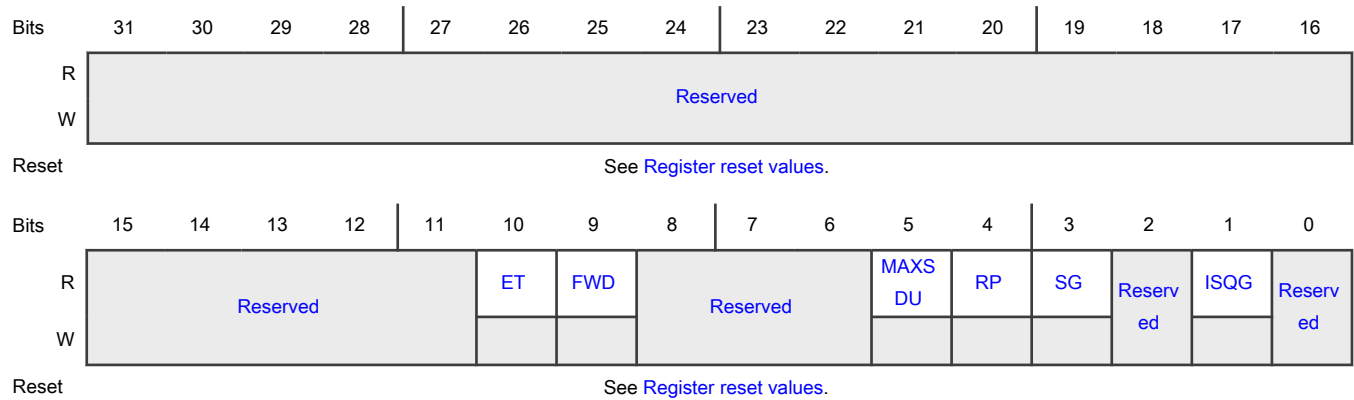 Bits 31 30 29 28 27 26 25 24 23 22 21 20 19 18 17 16
R
Reserved
W
Reset See Register reset values.
Bits 15 14 13 12 11 10 9 8 7 6 5 4 3 2 1 0
R Reserved ET FWD Reserved MAXS
DU RP SG Reserv
ed ISQG Reserv
ed
W
Reset See Register reset values.